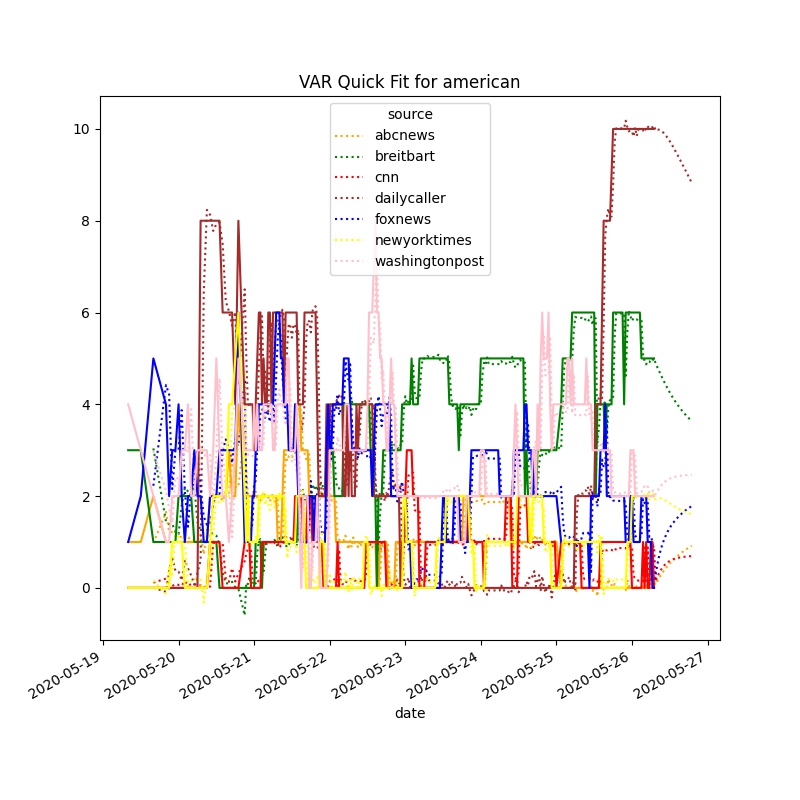 VAR Quick Fit for american
source
abcnews
breitbart
cnn
dailycaller
foxnews
newyorktimes
washingtonpost
10
8
6
4
2
0
2020-05-19
2020-05-20
2020-05-21
2020-05-22
2020-05-23
2020-05-24
2020-05-25
2020-05-26
2020-05-27
date